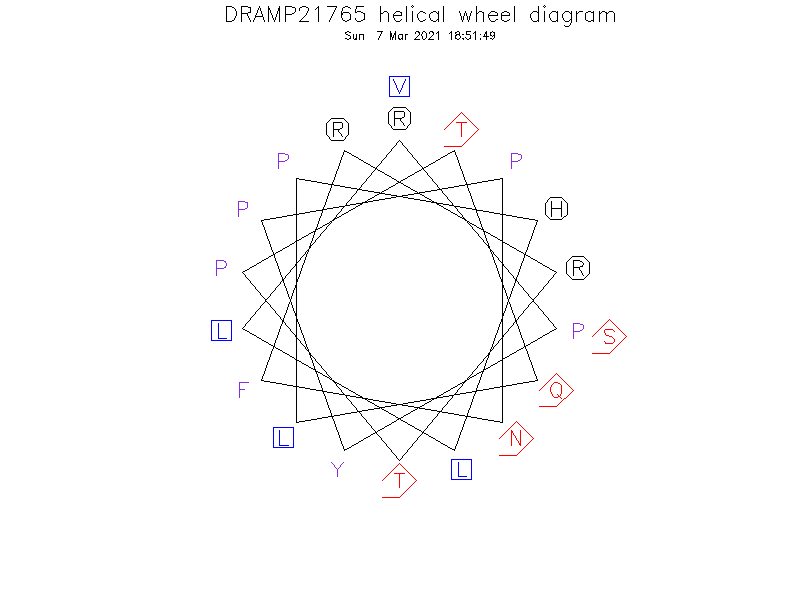 DRAMP21765 helical wheel diagram
Sun 7 Mar 2021 18:51:49
V
R R T
P P
P H
P R
L P S
F Q
L N
Y T L